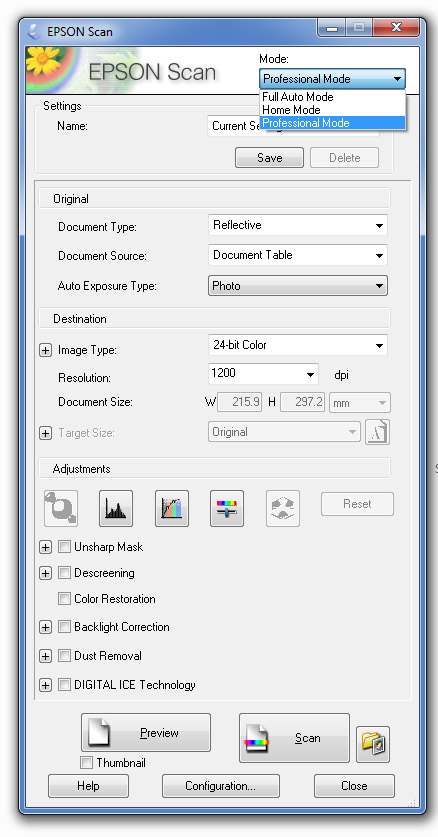 EPSON Scan
EPSON Scan
Mode:
Professional Mode
Full Auto Mode
Home Mode
Professional Mode
Settings
Name: Current Se
Save Delete
Original
Document Type: Reflective
Document Source: Document Table
Auto Exposure Type: Photo
Destination
Image Type: 24-bit Color
Resolution: 1200 dpi
Document Size: W 215.9 H 297.2 mm
Target Size: Original
Adjustments
Reset
Unsharp Mask
Descreening
Color Restoration
Backlight Correction
Dust Removal
DIGITAL ICE Technology
Preview Scan
Thumbnail
Help Configuration... Close